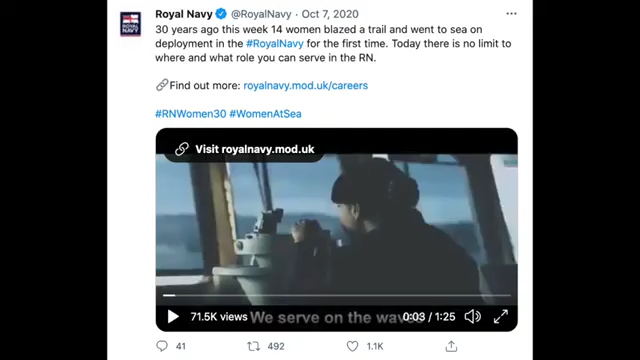 Royal Navy @RoyalNavy · Oct 7, 2020
30 years ago this week 14 women blazed a trail and went to sea on
deployment in the #RoyalNavy for the first time. Today there is no limit to
where and what role you can serve in the RN.
Find out more: royalnavy.mod.uk/careers
#RNWomen30 #WomenAtSea
Visit royalnavy.mod.uk
71.5K views We serve on the waves 0:03 / 1:25
41 492 1.1K
ROYAL
NAVY